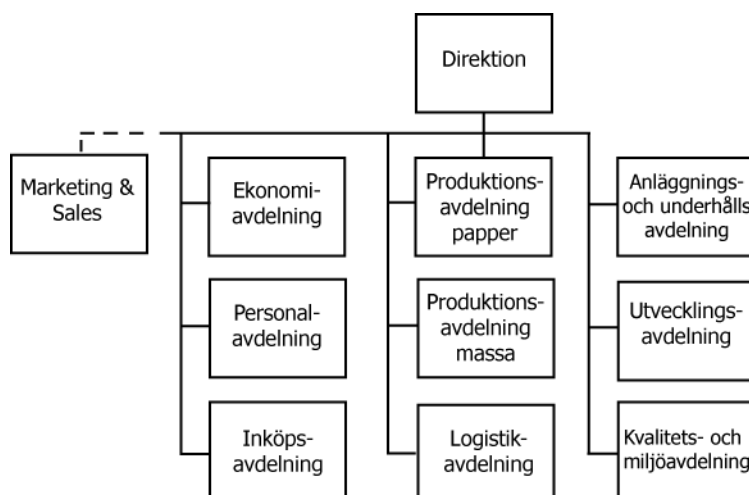 Direktion
Marketing &
Sales
Ekonomi-
avdelning
Produktions-
avdelning
papper
Anläggnings-
och underhålls
avdelning
Personal-
avdelning
Produktions-
avdelning
massa
Utvecklings-
avdelning
Inköps-
avdelning
Logistik-
avdelning
Kvalitets- och
miljöavdelning